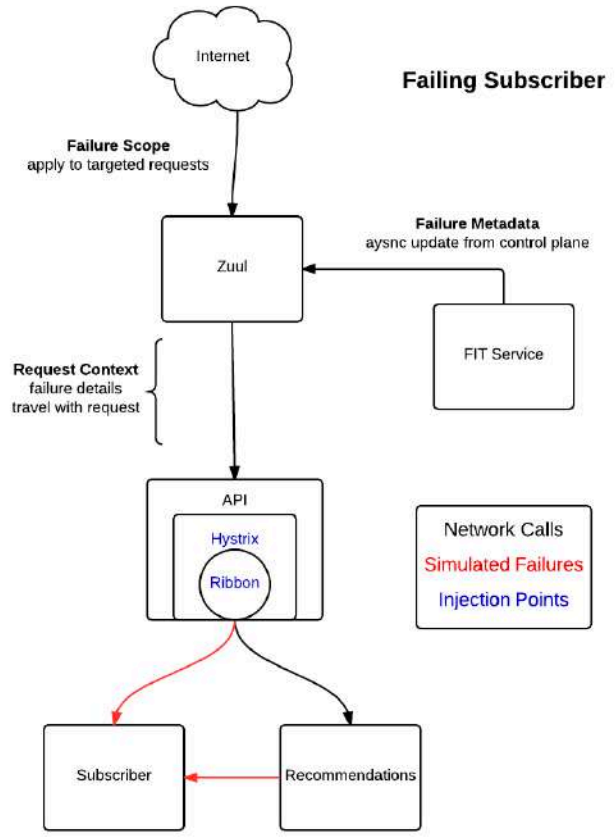 Internet
Failing Subscriber
Failure Scope
apply to targeted requests
Failure Metadata
aysnc update from control plane
Zuul
FIT Service
Request Context
failure details
travel with request
API
Hystrix
Ribbon
Network Calls
Simulated Failures
Injection Points
Subscriber
Recommendations